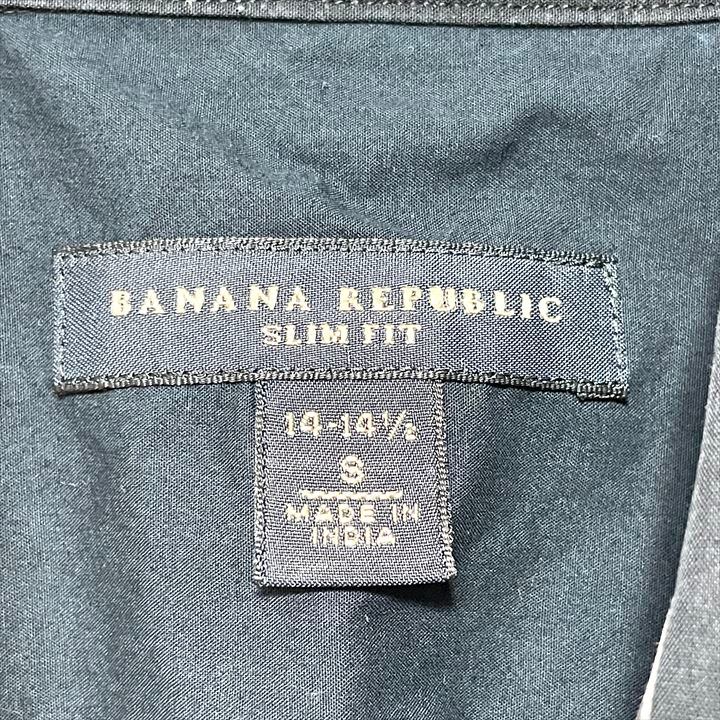 BANANA REPUBLIC
SLIM FIT
14-14½
S
MADE IN
INDIA